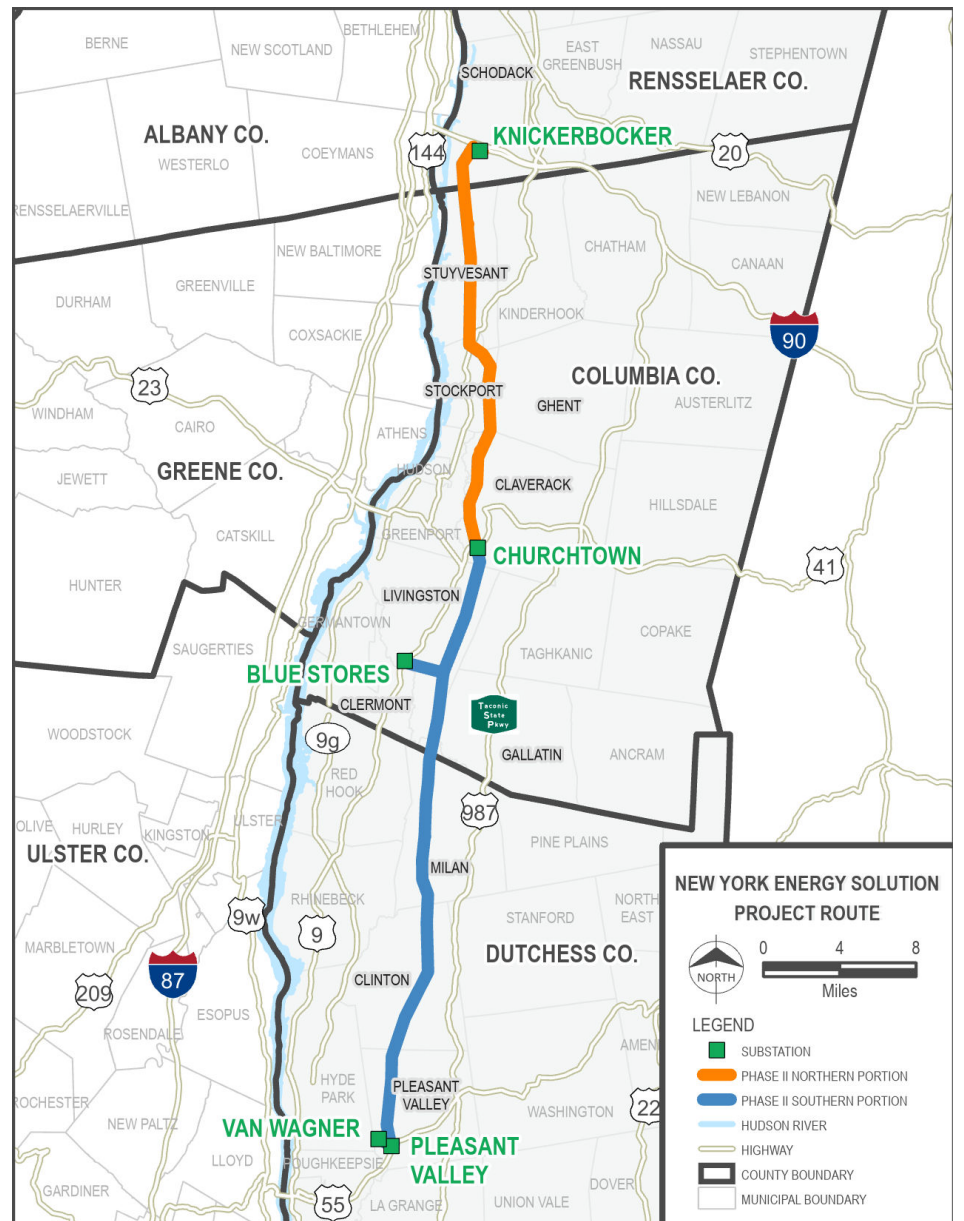 BETHLEHEM
BERNE
NEW SCOTLAND
EAST
GREENBUSH
NASSAU
STEPHENTOWN
SCHODACK
RENSSELAER CO.
ALBANY CO.
KNICKERBOCKER
WESTERLO
COEYMANS
144
20
RENSSELAERVILLE
NEW LEBANON
NEW BALTIMORE
CHATHAM
CANAAN
STUYVESANT
GREENVILLE
DURHAM
KINDERHOOK
COXSACKIE
90
23
COLUMBIA CO.
STOCKPORT
GHENT
AUSTERLITZ
WINDHAM
CAIRO
ATHENS
GREENE CO.
HUDSON
JEWETT
CLAVERACK
HILLSDALE
CATSKILL
GREENPORT
CHURCHTOWN
41
HUNTER
LIVINGSTON
GERMANTOWN
COPAKE
SAUGERTIES
TAGHKANIC
BLUE STORES
CLERMONT
Taconic
State
Pkwy
WOODSTOCK
9g
GALLATIN
ANCRAM
RED
HOOK
987
OLIVE
HURLEY
KINGSTON
ULSTER
PINE PLAINS
ULSTER CO.
MILAN
RHINEBECK
NORTH
EAST
9w
9
STANFORD
MARBLETOWN
DUTCHESS CO.
87
CLINTON
209
ESOPUS
ROSENDALE
AMEN
HYDE
PARK
PLEASANT
VALLEY
ROCHESTER
WASHINGTON
22
NEW PALTZ
VAN WAGNER
PLEASANT
VALLEY
LLOYD
POUGHKEEPSIE
GARDINER
55
DOVER
LA GRANGE
UNION VALE
NEW YORK ENERGY SOLUTION
PROJECT ROUTE
NORTH
0 4 8
Miles
LEGEND
SUBSTATION
PHASE II NORTHERN PORTION
PHASE II SOUTHERN PORTION
HUDSON RIVER
HIGHWAY
COUNTY BOUNDARY
MUNICIPAL BOUNDARY